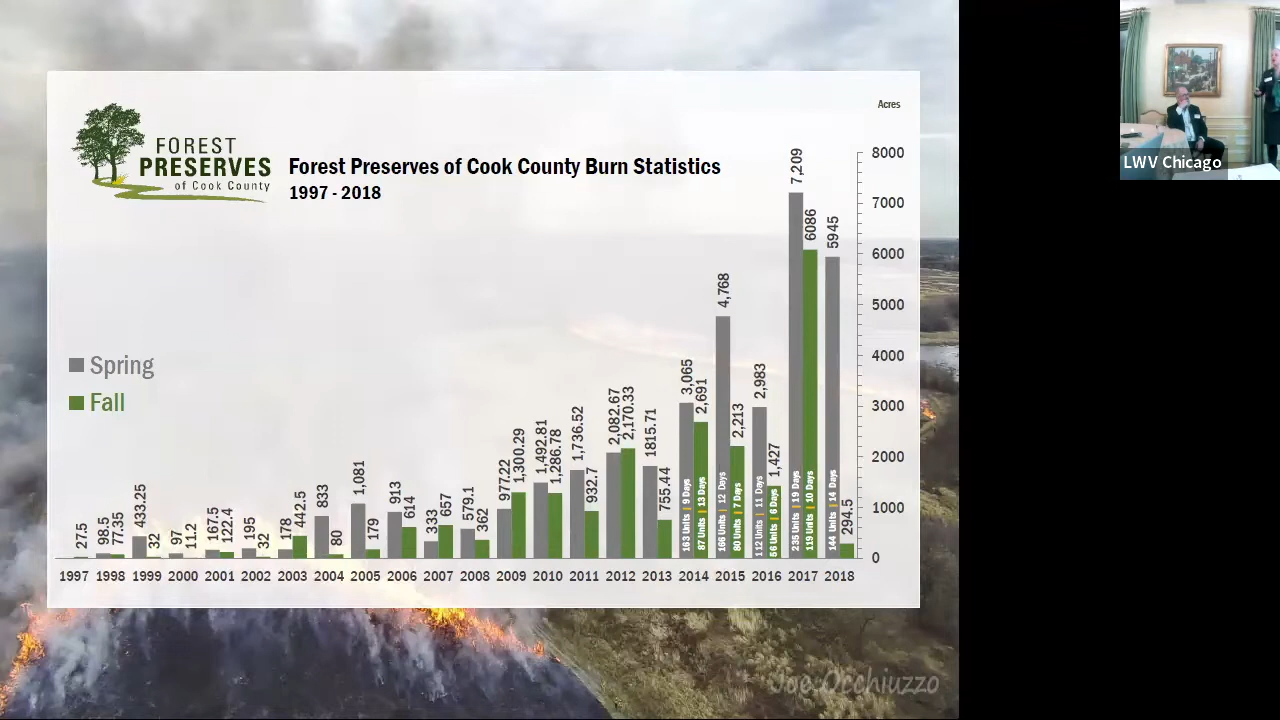 Acres
FOREST
PRESERVES
of Cook County
Forest Preserves of Cook County Burn Statistics
1997 - 2018
LWV Chicago
Spring
Fall
8000
7000
6000
5000
4000
3000
2000
1000
0
27.5
98.5
77.35
433.25
32
97
11.2
167.5
122.4
195
32
178
442.5
833
80
1,081
179
913
614
333
657
579.1
362
977.22
1,300.29
1,492.81
1,286.78
1,736.52
932.7
2,082.67
2,170.33
1815.71
755.44
3,065
163 Units | 9 Days
2,691
87 Units | 13 Days
4,768
166 Units | 12 Days
2,213
80 Units | 7 Days
2,983
112 Units | 11 Days
1,427
56 Units | 6 Days
7,209
235 Units | 19 Days
6086
119 Units | 10 Days
5945
144 Units | 14 Days
294.5
1997 1998 1999 2000 2001 2002 2003 2004 2005 2006 2007 2008 2009 2010 2011 2012 2013 2014 2015 2016 2017 2018
Joe Occhiuzzo